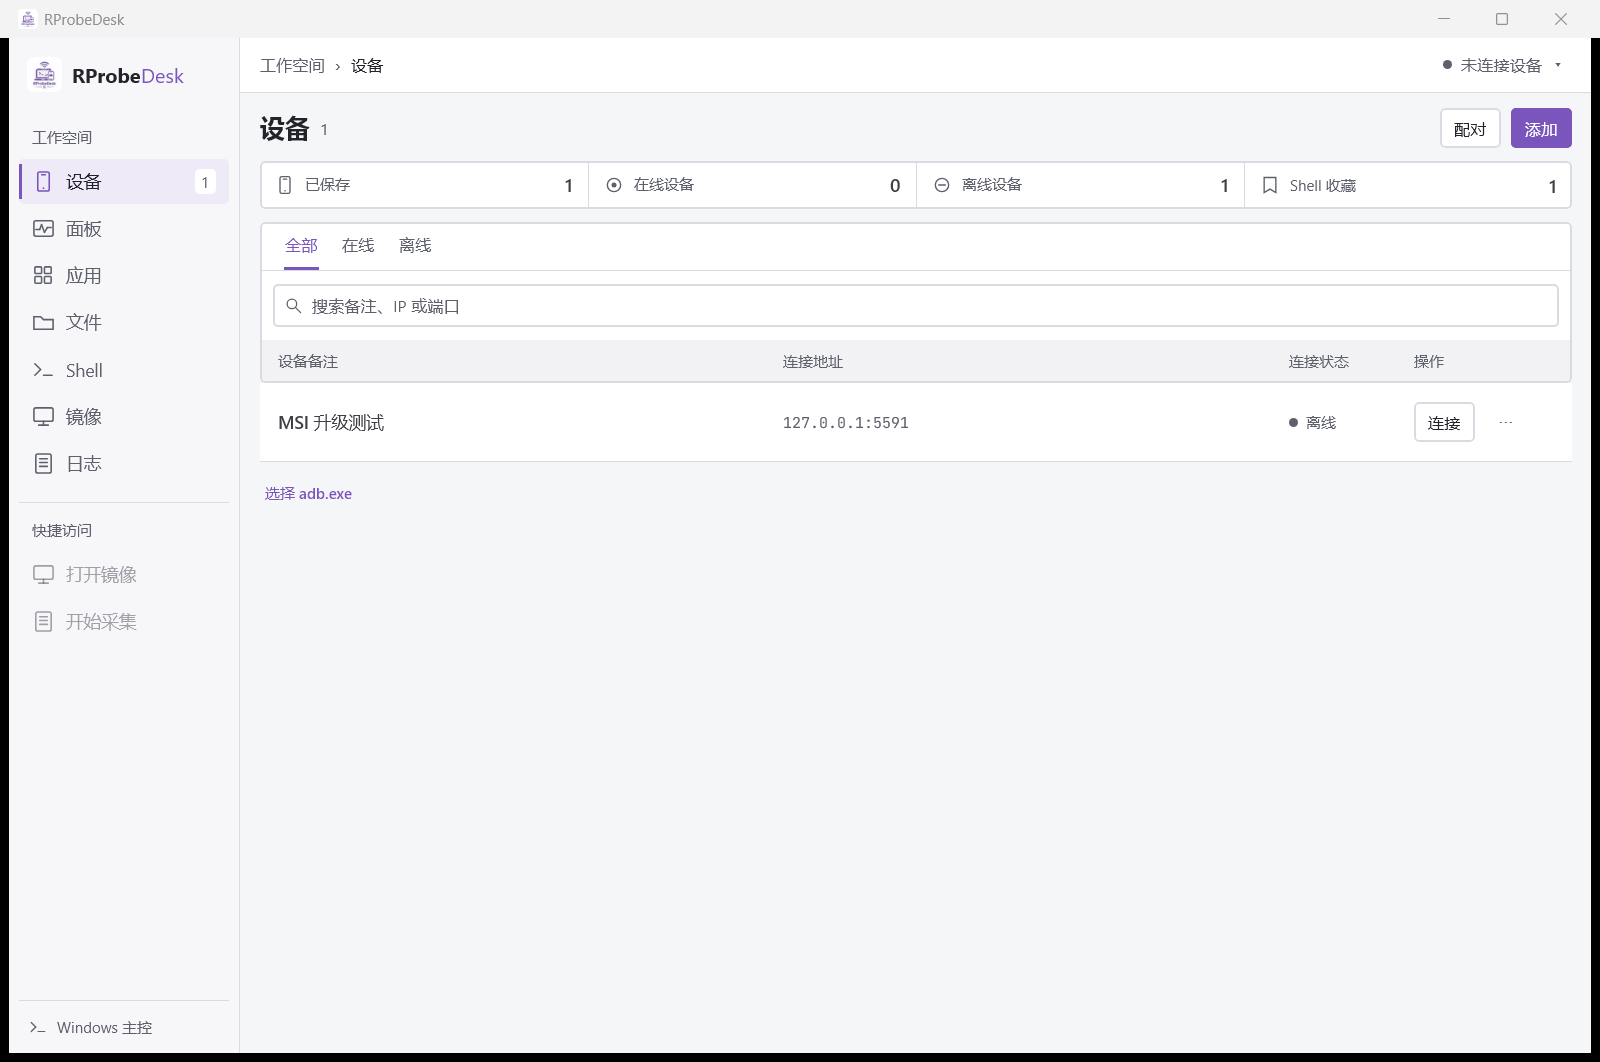 RProbeDesk
RProbeDesk
工作空间
设备 1
面板
应用
文件
Shell
镜像
日志
快捷访问
打开镜像
开始采集
Windows 主控
工作空间 › 设备
未连接设备
设备 1
配对 添加
已保存 1 在线设备 0 离线设备 1 Shell 收藏 1
全部 在线 离线
搜索备注、IP 或端口
设备备注 连接地址 连接状态 操作
MSI 升级测试 127.0.0.1:5591 离线 连接 ...
选择 adb.exe